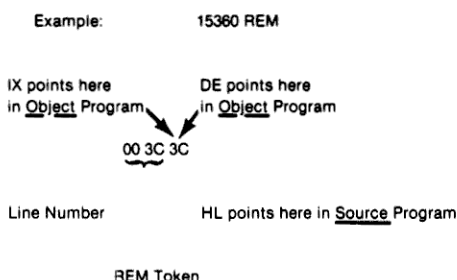 Example: 15360 REM
IX points here DE points here
in Object Program in Object Program
00 3C 3C
Line Number HL points here in Source Program
REM Token